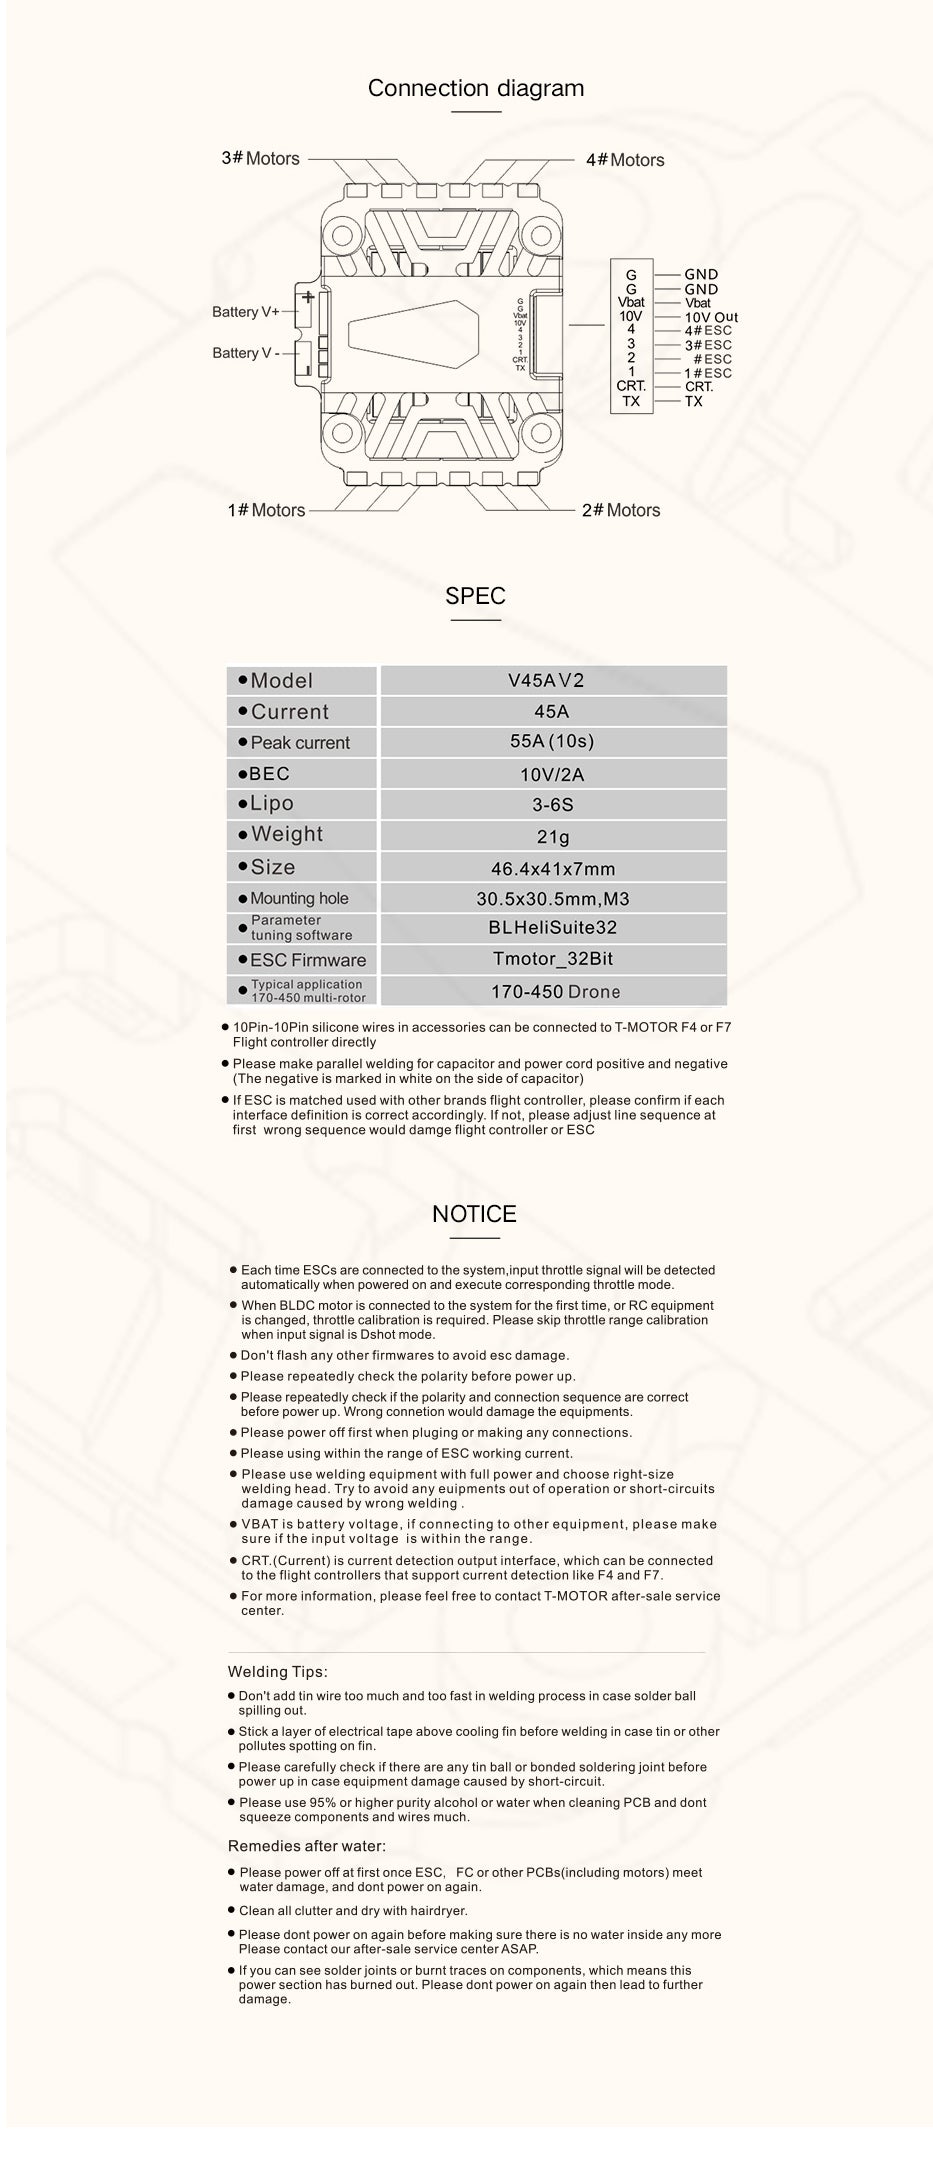 Connection diagram
3# Motors
4# Motors
Battery V+
Battery V -
+
-
G
G
Vbat
10V
4
3
2
1
CRT.
TX
G GND
G GND
Vbat Vbat
10V 10V Out
4 4# ESC
3 3# ESC
2 # ESC
1 1# ESC
CRT. CRT.
TX TX
1# Motors
2# Motors
SPEC
●Model V45A V2
●Current 45A
●Peak current 55A (10s)
●BEC 10V/2A
●Lipo 3-6S
●Weight 21g
●Size 46.4x41x7mm
●Mounting hole 30.5x30.5mm,M3
●Parameter
tuning software BLHeliSuite32
●ESC Firmware Tmotor_32Bit
●Typical application
170-450 multi-rotor 170-450 Drone
● 10Pin-10Pin silicone wires in accessories can be connected to T-MOTOR F4 or F7
Flight controller directly
● Please make parallel welding for capacitor and power cord positive and negative
(The negative is marked in white on the side of capacitor)
● If ESC is matched used with other brands flight controller, please confirm if each
interface definition is correct accordingly. If not, please adjust line sequence at
first wrong sequence would damge flight controller or ESC
NOTICE
● Each time ESCs are connected to the system,input throttle signal will be detected
automatically when powered on and execute corresponding throttle mode.
● When BLDC motor is connected to the system for the first time, or RC equipment
is changed, throttle calibration is required. Please skip throttle range calibration
when input signal is Dshot mode.
● Don't flash any other firmwares to avoid esc damage.
● Please repeatedly check the polarity before power up.
● Please repeatedly check if the polarity and connection sequence are correct
before power up. Wrong connetion would damage the equipments.
● Please power off first when pluging or making any connections.
● Please using within the range of ESC working current.
● Please use welding equipment with full power and choose right-size
welding head. Try to avoid any euipments out of operation or short-circuits
damage caused by wrong welding .
● VBAT is battery voltage, if connecting to other equipment, please make
sure if the input voltage is within the range.
● CRT.(Current) is current detection output interface, which can be connected
to the flight controllers that support current detection like F4 and F7.
● For more information, please feel free to contact T-MOTOR after-sale service
center.
Welding Tips:
● Don't add tin wire too much and too fast in welding process in case solder ball
spilling out.
● Stick a layer of electrical tape above cooling fin before welding in case tin or other
pollutes spotting on fin.
● Please carefully check if there are any tin ball or bonded soldering joint before
power up in case equipment damage caused by short-circuit.
● Please use 95% or higher purity alcohol or water when cleaning PCB and dont
squeeze components and wires much.
Remedies after water:
● Please power off at first once ESC, FC or other PCBs(including motors) meet
water damage, and dont power on again.
● Clean all clutter and dry with hairdryer.
● Please dont power on again before making sure there is no water inside any more
Please contact our after-sale service center ASAP.
● If you can see solder joints or burnt traces on components, which means this
power section has burned out. Please dont power on again then lead to further
damage.